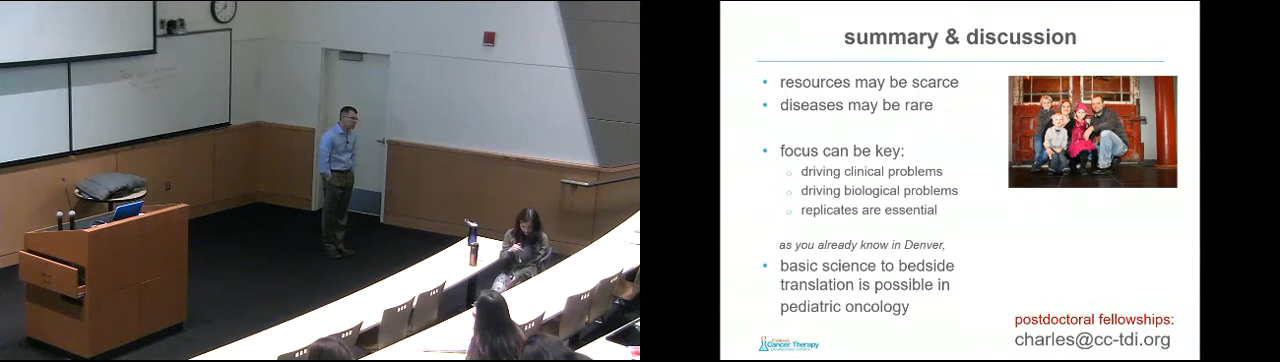 summary & discussion
• resources may be scarce
• diseases may be rare
• focus can be key:
o driving clinical problems
o driving biological problems
o replicates are essential
as you already know in Denver,
• basic science to bedside
translation is possible in
pediatric oncology
postdoctoral fellowships:
charles@cc-tdi.org
Cancer Therapy